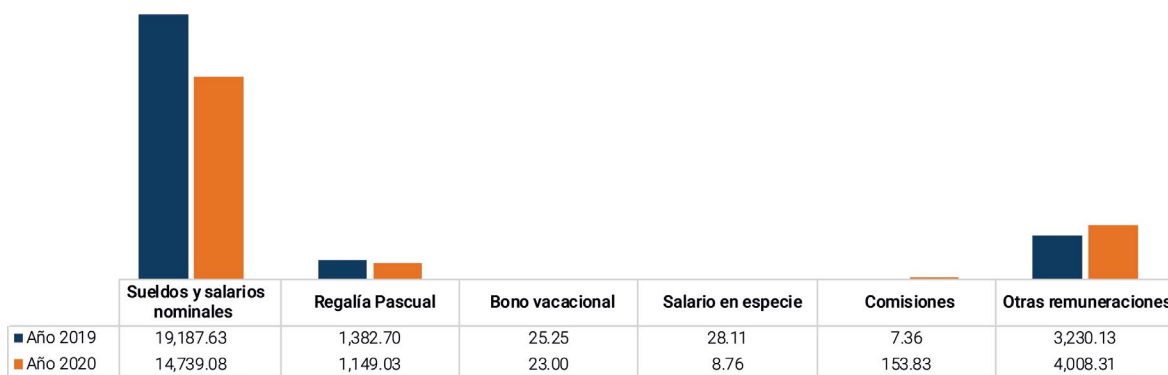 Sueldos y salarios
nominales
Regalía Pascual
Bono vacacional
Salario en especie
Comisiones
Otras remuneraciones
Año 2019 19,187.63 1,382.70 25.25 28.11 7.36 3,230.13
Año 2020 14,739.08 1,149.03 23.00 8.76 153.83 4,008.31